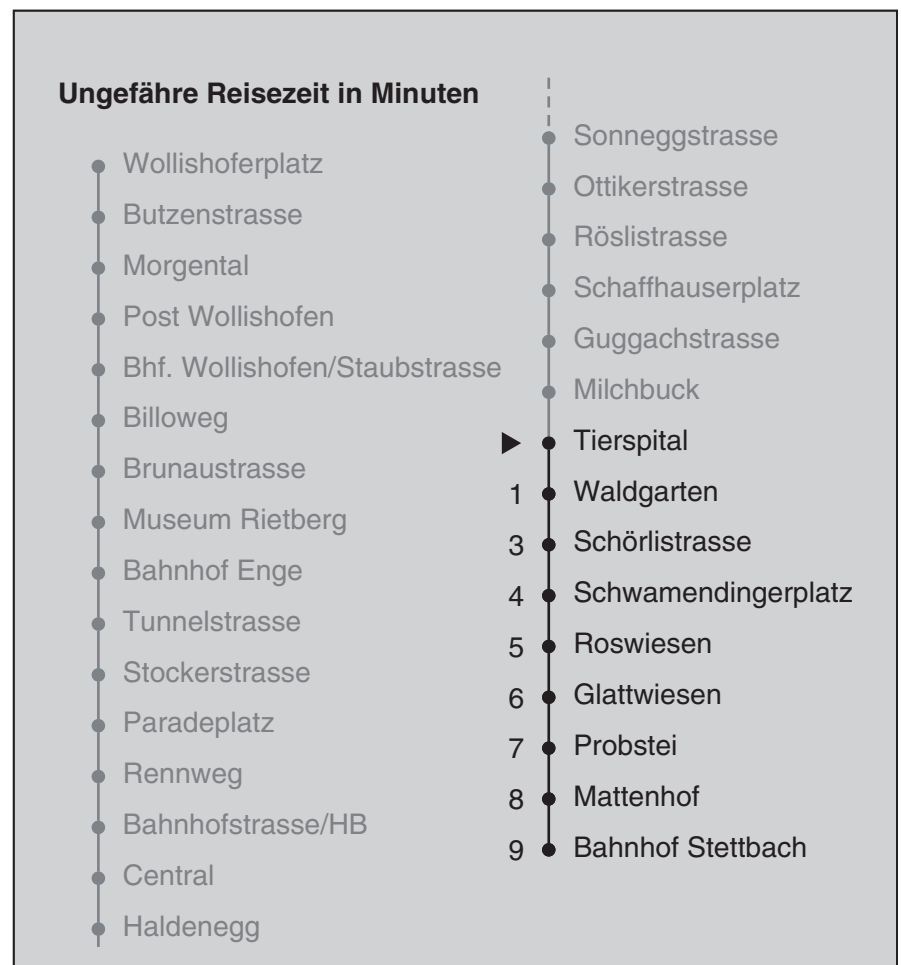 Ungefähre Reisezeit in Minuten
Wollishoferplatz
Butzenstrasse
Morgental
Post Wollishofen
Bhf. Wollishofen/Staubstrasse
Billoweg
Brunaustrasse
Museum Rietberg
Bahnhof Enge
Tunnelstrasse
Stockerstrasse
Paradeplatz
Rennweg
Bahnhofstrasse/HB
Central
Haldenegg
Sonneggstrasse
Ottikerstrasse
Röslistrasse
Schaffhauserplatz
Guggachstrasse
Milchbuck
Tierspital
1 Waldgarten
3 Schörlistrasse
4 Schwamendingerplatz
5 Roswiesen
6 Glattwiesen
7 Probstei
8 Mattenhof
9 Bahnhof Stettbach